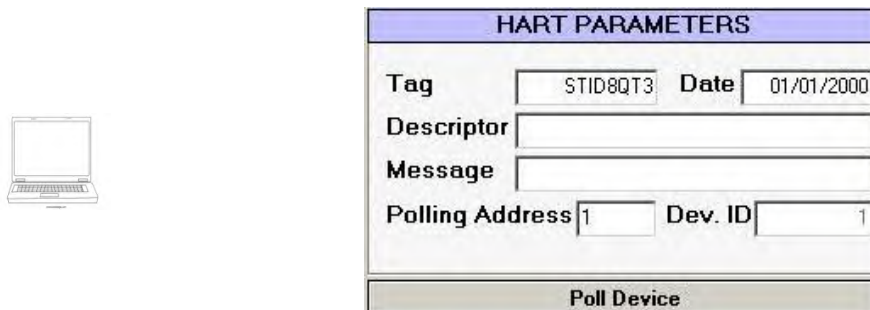 HART PARAMETERS
Tag STID8QT3 Date 01/01/2000
Descriptor
Message
Polling Address 1 Dev. ID 1
Poll Device